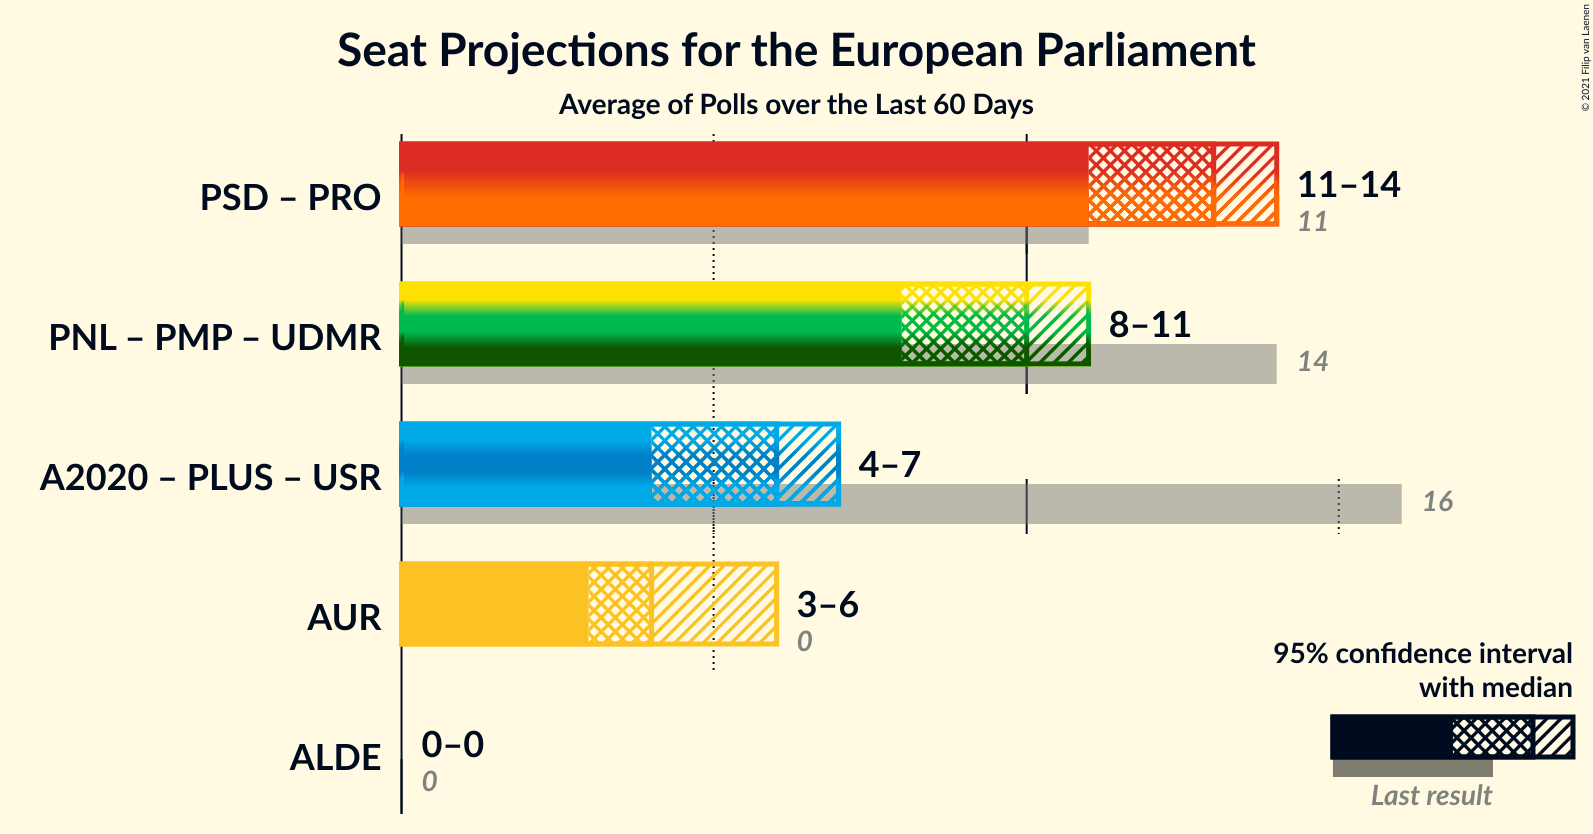 Seat Projections for the European Parliament
Average of Polls over the Last 60 Days
© 2021 Filip van Laenen
PSD – PRO
11–14
11
PNL – PMP – UDMR
8–11
14
A2020 – PLUS – USR
4–7
16
AUR
3–6
0
ALDE
0–0
0
95% confidence interval
with median
Last result